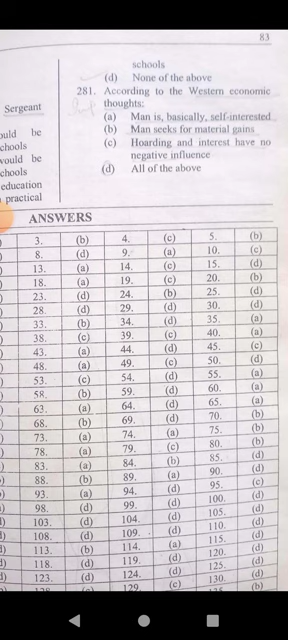 83
schools
(d) None of the above
281. According to the Western economic
thoughts:
(a) Man is, basically, self-interested
(b) Man seeks for material gains
(c) Hoarding and interest have no
negative influence
(d) All of the above
Sergeant
ould be
chools
would be
chools
education
practical
ANSWERS
) 3. (b) 4. (c) 5. (b)
) 8. (d) 9. (a) 10. (c)
) 13. (a) 14. (c) 15. (d)
) 18. (a) 19. (c) 20. (b)
) 23. (d) 24. (b) 25. (d)
) 28. (d) 29. (d) 30. (d)
) 33. (b) 34. (d) 35. (a)
) 38. (c) 39. (c) 40. (a)
) 43. (a) 44. (d) 45. (c)
) 48. (a) 49. (c) 50. (d)
) 53. (c) 54. (d) 55. (a)
) 58. (b) 59. (d) 60. (a)
) 63. (a) 64. (d) 65. (a)
) 68. (b) 69. (d) 70. (b)
) 73. (a) 74. (a) 75. (b)
) 78. (a) 79. (c) 80. (b)
) 83. (a) 84. (b) 85. (d)
) 88. (b) 89. (a) 90. (d)
) 93. (a) 94. (d) 95. (c)
) 98. (d) 99. (d) 100. (d)
) 103. (d) 104. (d) 105. (d)
d) 108. (d) 109. (d) 110. (d)
d) 113. (b) 114. (a) 115. (d)
d) 118. (d) 119. (d) 120. (d)
d) 123. (d) 124. (d) 125. (d)
129. (c) 130. (d)
(b)